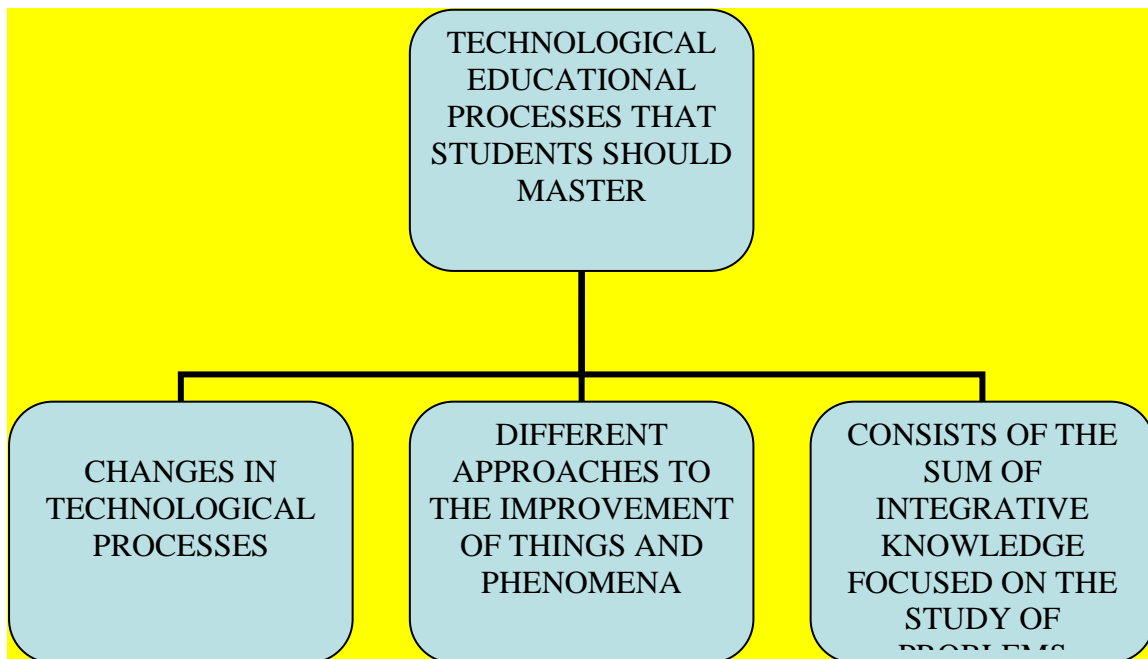 TECHNOLOGICAL
EDUCATIONAL
PROCESSES THAT
STUDENTS SHOULD
MASTER
CHANGES IN
TECHNOLOGICAL
PROCESSES
DIFFERENT
APPROACHES TO
THE IMPROVEMENT
OF THINGS AND
PHENOMENA
CONSISTS OF THE
SUM OF
INTEGRATIVE
KNOWLEDGE
FOCUSED ON THE
STUDY OF
PROBLEMS